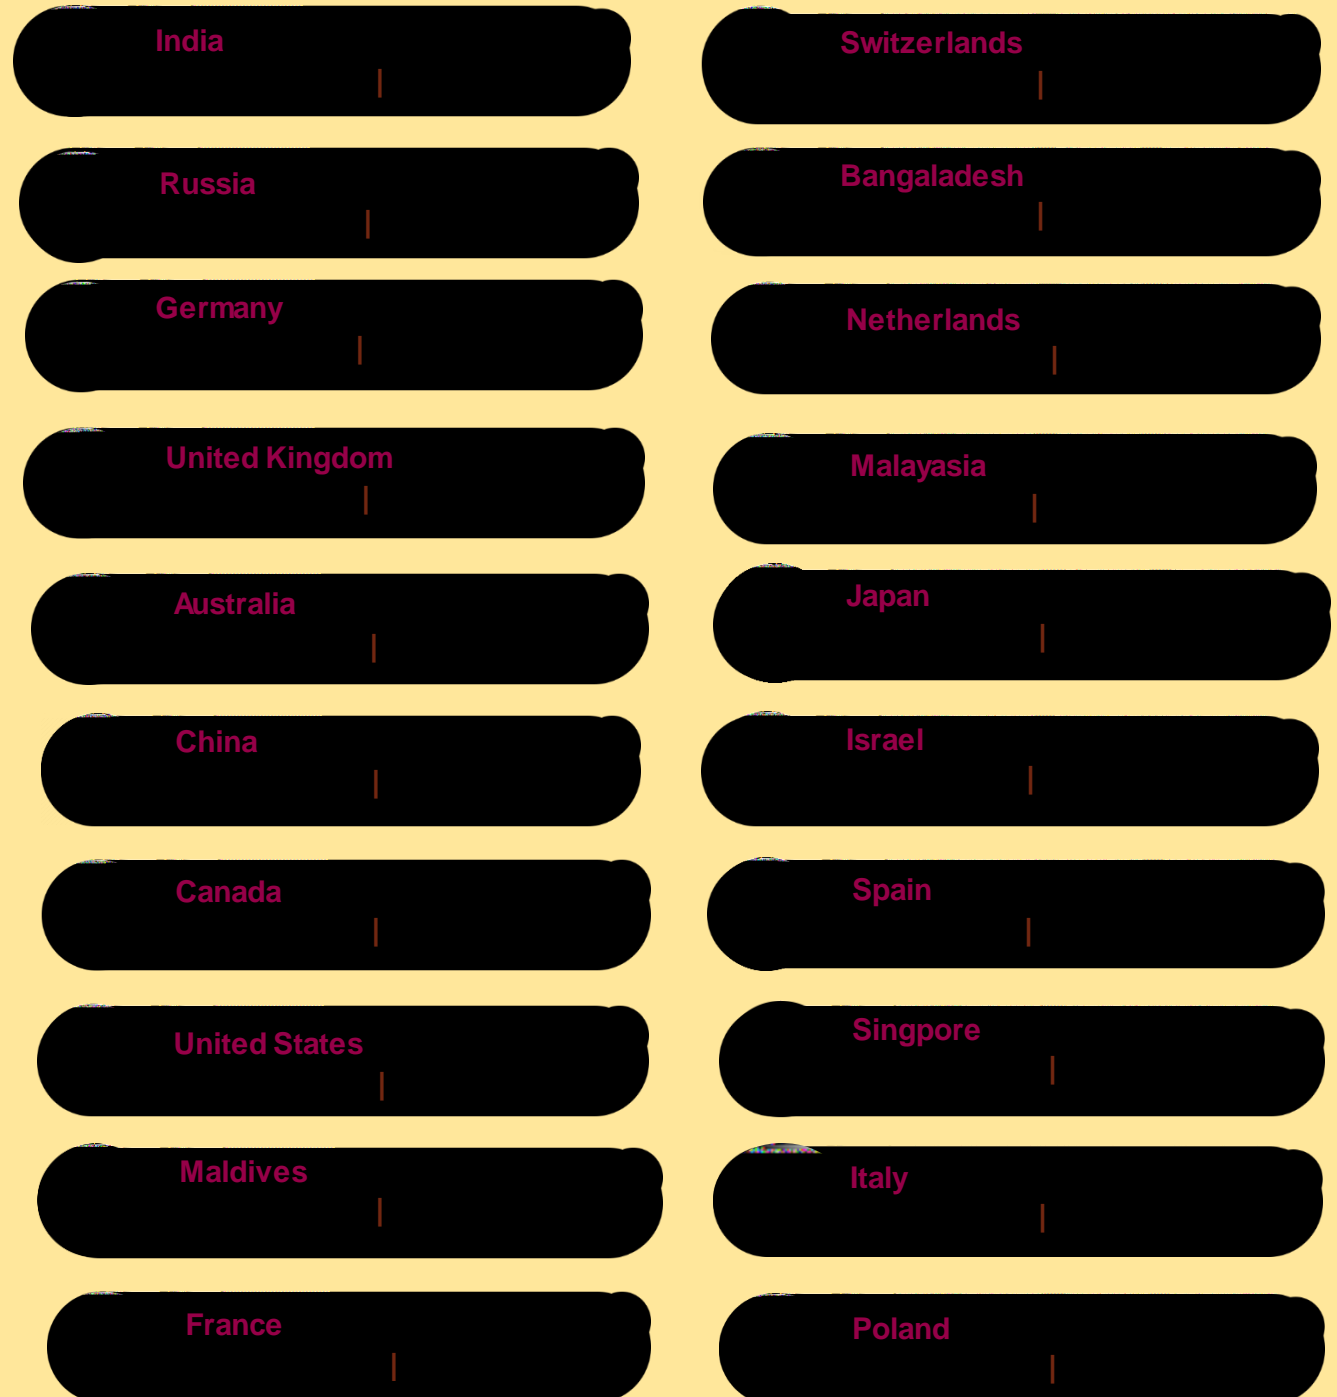 India
|
Russia
|
Germany
|
United Kingdom
|
Australia
|
China
|
Canada
|
United States
|
Maldives
|
France
|
Switzerlands
|
Bangaladesh
|
Netherlands
|
Malayasia
|
Japan
|
Israel
|
Spain
|
Singpore
|
Italy
|
Poland
|